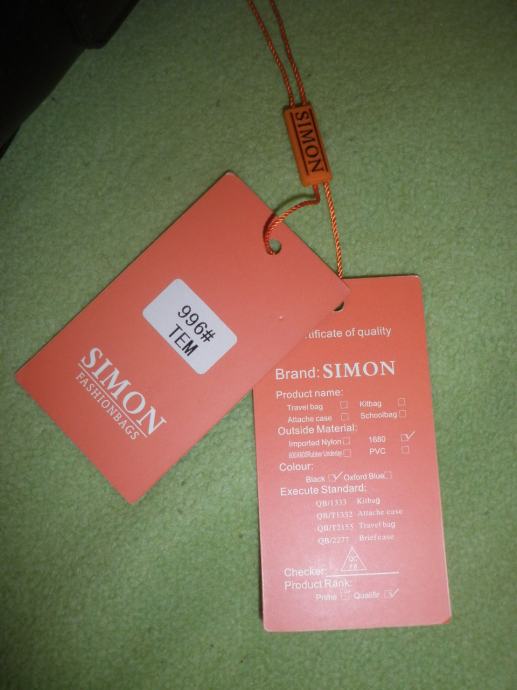 SIMON
996#
TEM
SIMON
FASHIONBAGS
tificate of quality
Brand: SIMON
Product name:
Travel bag Kitbag
Attache case Schoolbag
Outside Material:
Imported Nylon 1680
PVC
Colour:
Black Oxford Blue
Execute Standard:
QB/1333 Kitbag
QB/T1332 Attache case
QB/T2155 Travel bag
QB/2277 Briefcase
QC
Checker:
Product Rank:
Prime Qualifir